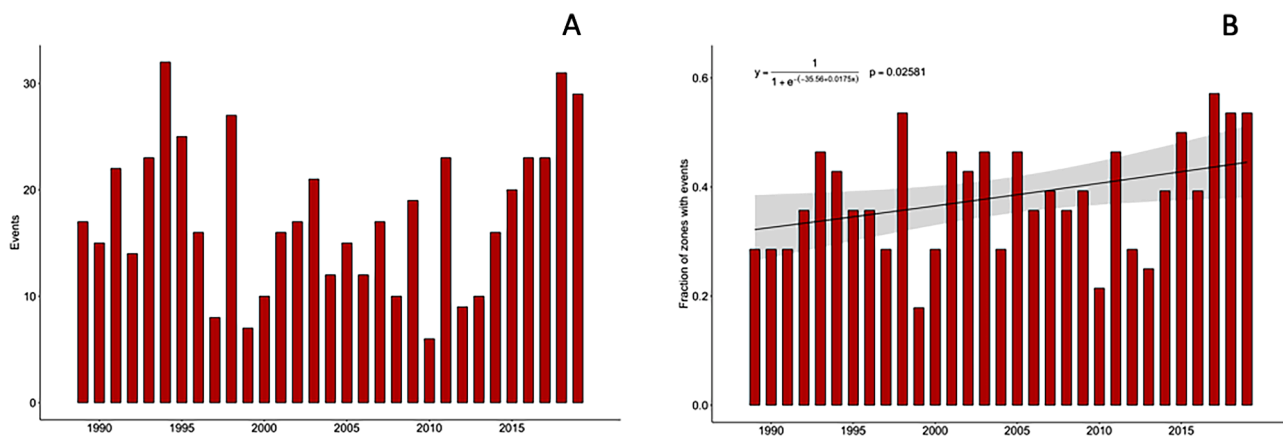 A
Events
30
20
10
0
1990 1995 2000 2005 2010 2015
B
Fraction of zones with events
0.6
0.4
0.2
0.0
y = 1 / 1 + e^-(-35.56+0.0175x) p = 0.02581
1990 1995 2000 2005 2010 2015